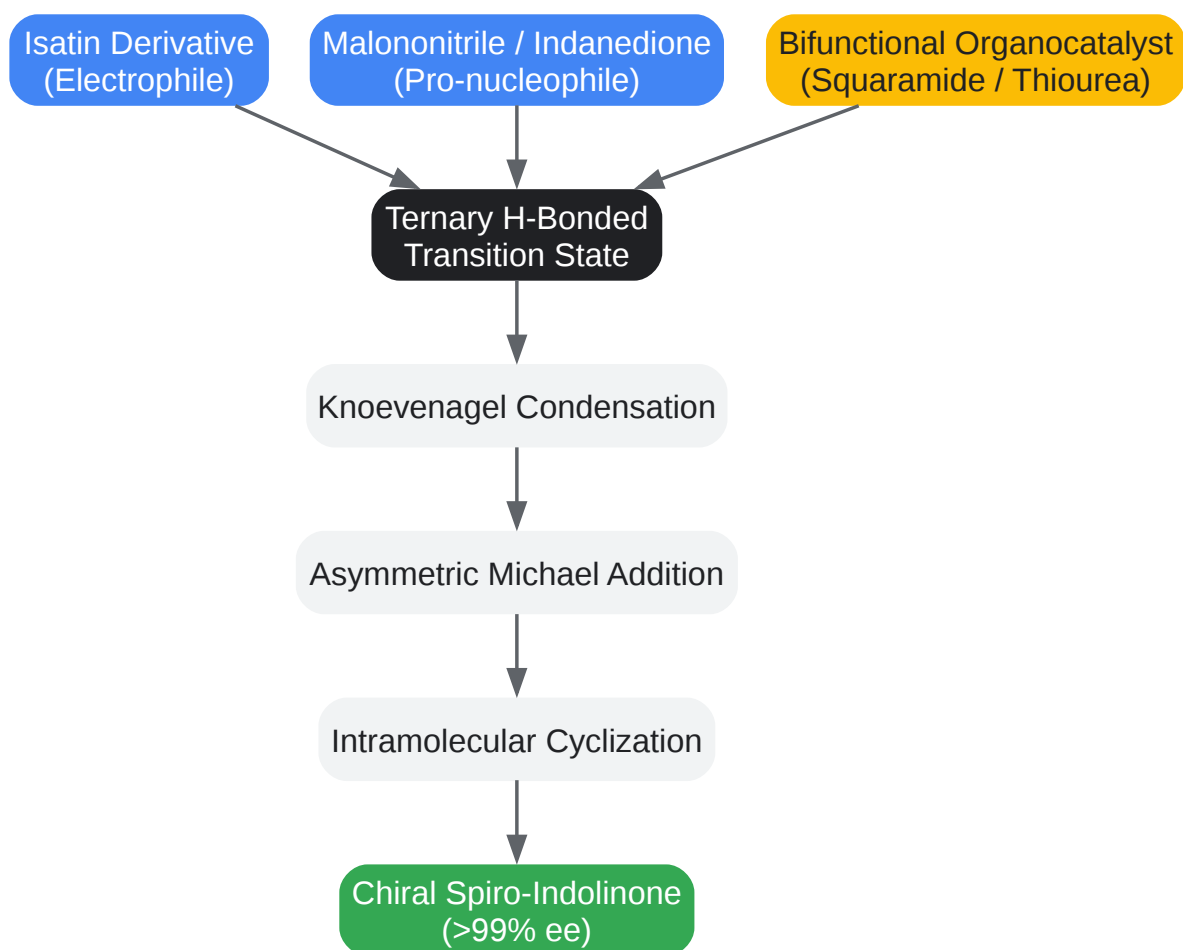 Isatin Derivative
(Electrophile)
Malononitrile / Indanedione
(Pro-nucleophile)
Bifunctional Organocatalyst
(Squaramide / Thiourea)
Ternary H-Bonded
Transition State
Knoevenagel Condensation
Asymmetric Michael Addition
Intramolecular Cyclization
Chiral Spiro-Indolinone
(>99% ee)